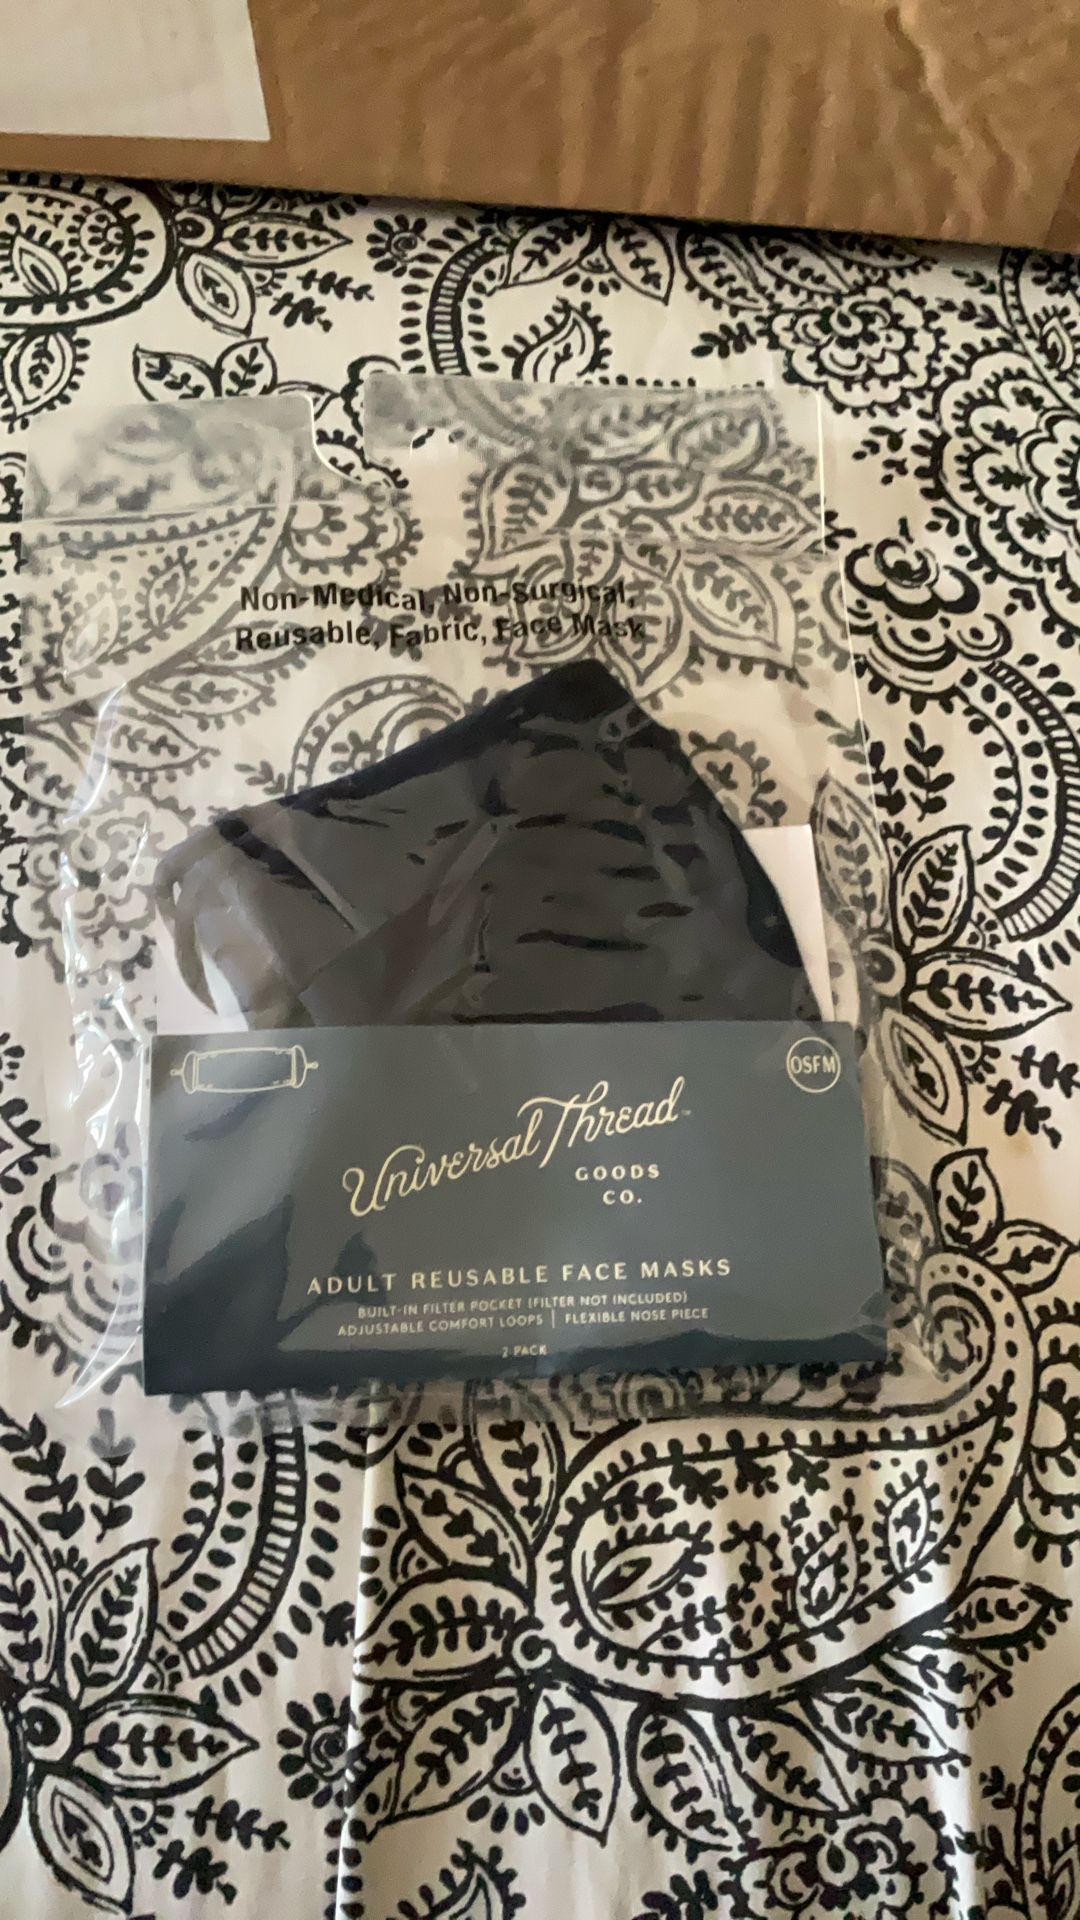 Non-Medical, Non-Surgical,
Reusable, Fabric, Face Mask
OSFM
Universal Thread™
GOODS
CO.
ADULT REUSABLE FACE MASKS
BUILT-IN FILTER POCKET (FILTER NOT INCLUDED)
ADJUSTABLE COMFORT LOOPS | FLEXIBLE NOSE PIECE
2 PACK